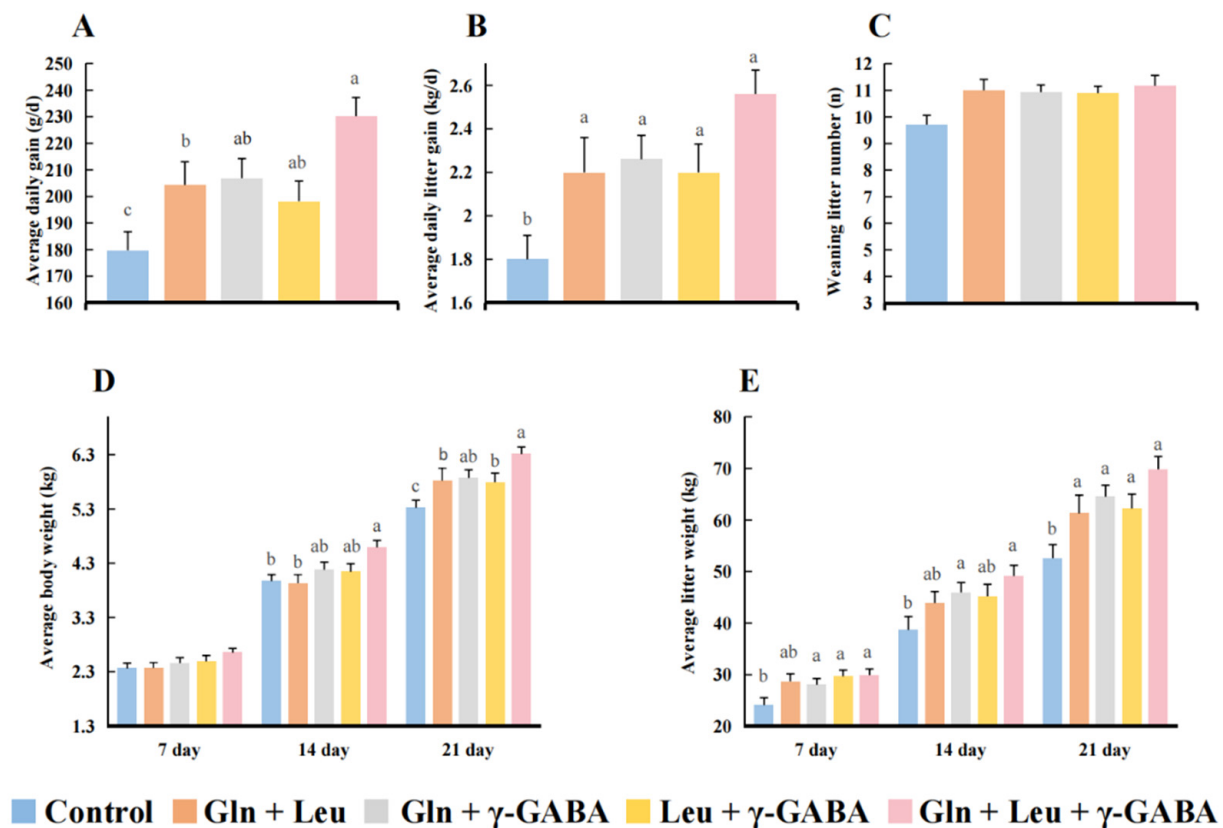 A
Average daily gain (g/d)
250
240
230
220
210
200
190
180
170
160
c
b
ab
ab
a
B
Average daily litter gain (kg/d)
2.6
2.4
2.2
2
1.8
1.6
b
a
a
a
a
C
Weaning litter number (n)
12
11
10
9
8
7
6
5
4
3
D
Average body weight (kg)
6.3
5.3
4.3
3.3
2.3
1.3
b b ab ab a
c b ab b a
7 day 14 day 21 day
E
Average litter weight (kg)
80
70
60
50
40
30
20
b ab a a a
b ab a ab a
b a a a a
7 day 14 day 21 day
Control Gln + Leu Gln + γ-GABA Leu + γ-GABA Gln + Leu + γ-GABA